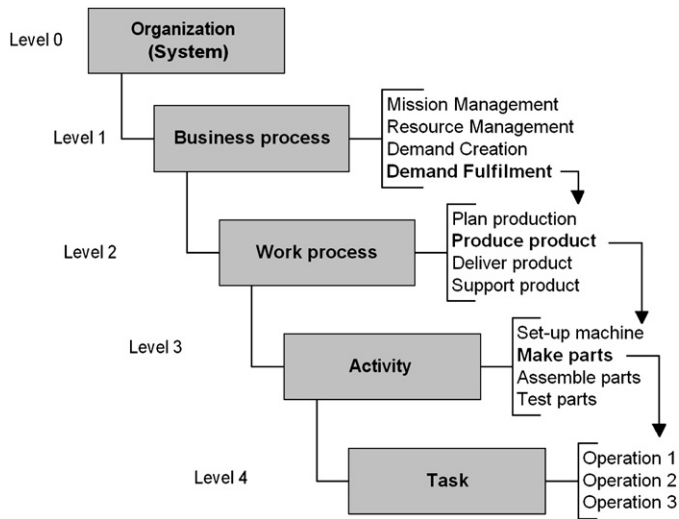 Level 0
Organization
(System)
Level 1
Business process
Mission Management
Resource Management
Demand Creation
Demand Fulfilment
Level 2
Work process
Plan production
Produce product
Deliver product
Support product
Level 3
Activity
Set-up machine
Make parts
Assemble parts
Test parts
Level 4
Task
Operation 1
Operation 2
Operation 3